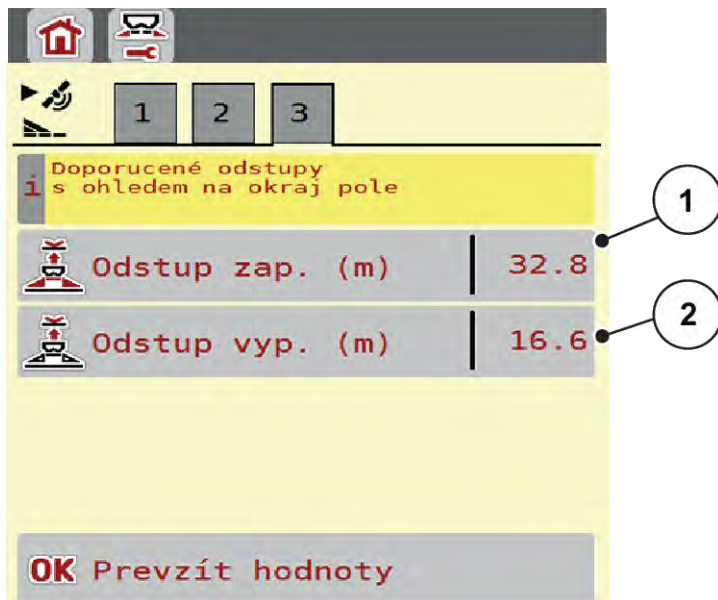 1 2 3
i Doporucené odstupy
s ohledem na okraj pole
Odstup zap. (m) 32.8
1
Odstup vyp. (m) 16.6
2
OK Prevzít hodnoty